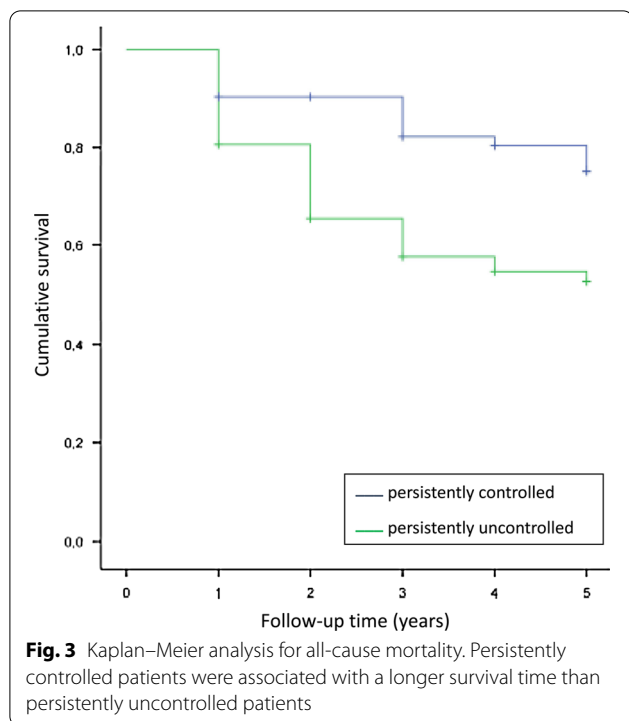 1,0
0,8
0,6
0,4
0,2
0,0
Cumulative survival
persistently controlled
persistently uncontrolled
0 1 2 3 4 5
Follow-up time (years)
Fig. 3 Kaplan–Meier analysis for all-cause mortality. Persistently
controlled patients were associated with a longer survival time than
persistently uncontrolled patients